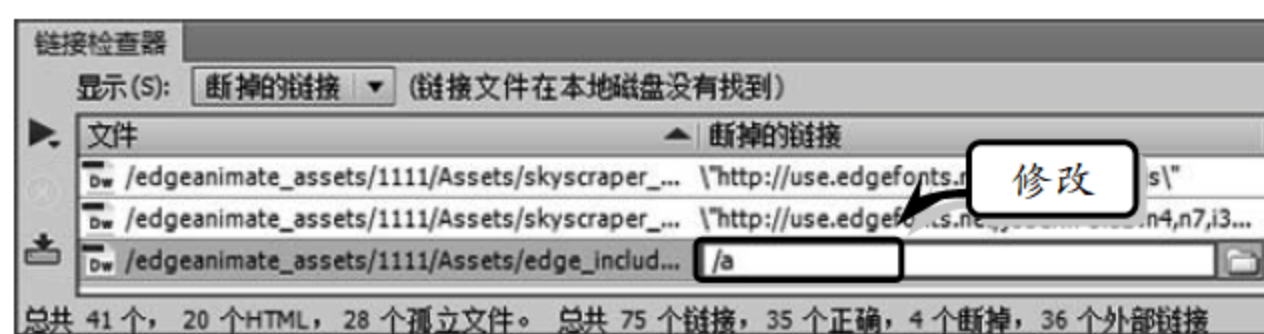 链接检查器
显示(S): 断掉的链接 (链接文件在本地磁盘没有找到)
文件 断掉的链接
Dw /edgeanimate_assets/1111/Assets/skyscraper_... \"http://use.edgefonts. s\"
修改
Dw /edgeanimate_assets/1111/Assets/skyscraper_... \"http://use.edgefonts. n4,n7,i3...
Dw /edgeanimate_assets/1111/Assets/edge_includ... /a
总共 41 个, 20 个HTML, 28 个孤立文件。 总共 75 个链接, 35 个正确, 4 个断掉, 36 个外部链接